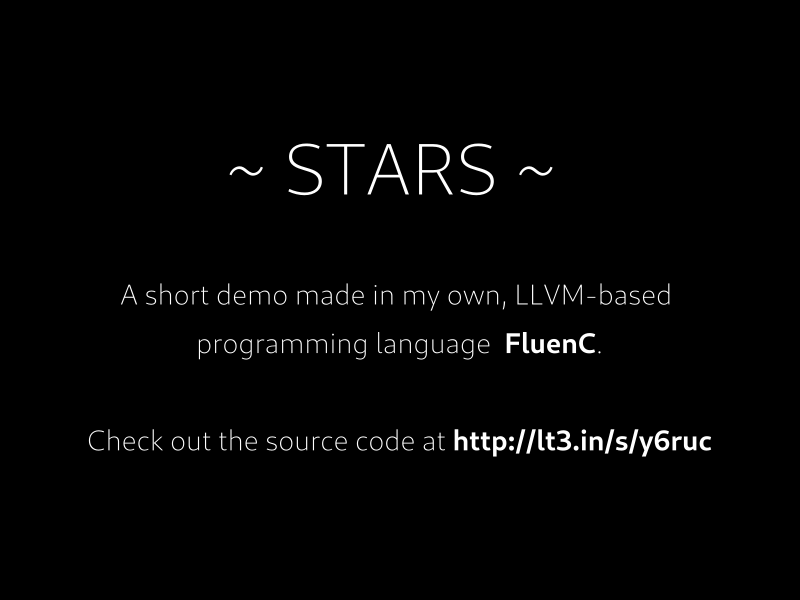 ~ STARS ~
A short demo made in my own, LLVM-based
programming language FluenC.
Check out the source code at http://lt3.in/s/y6ruc